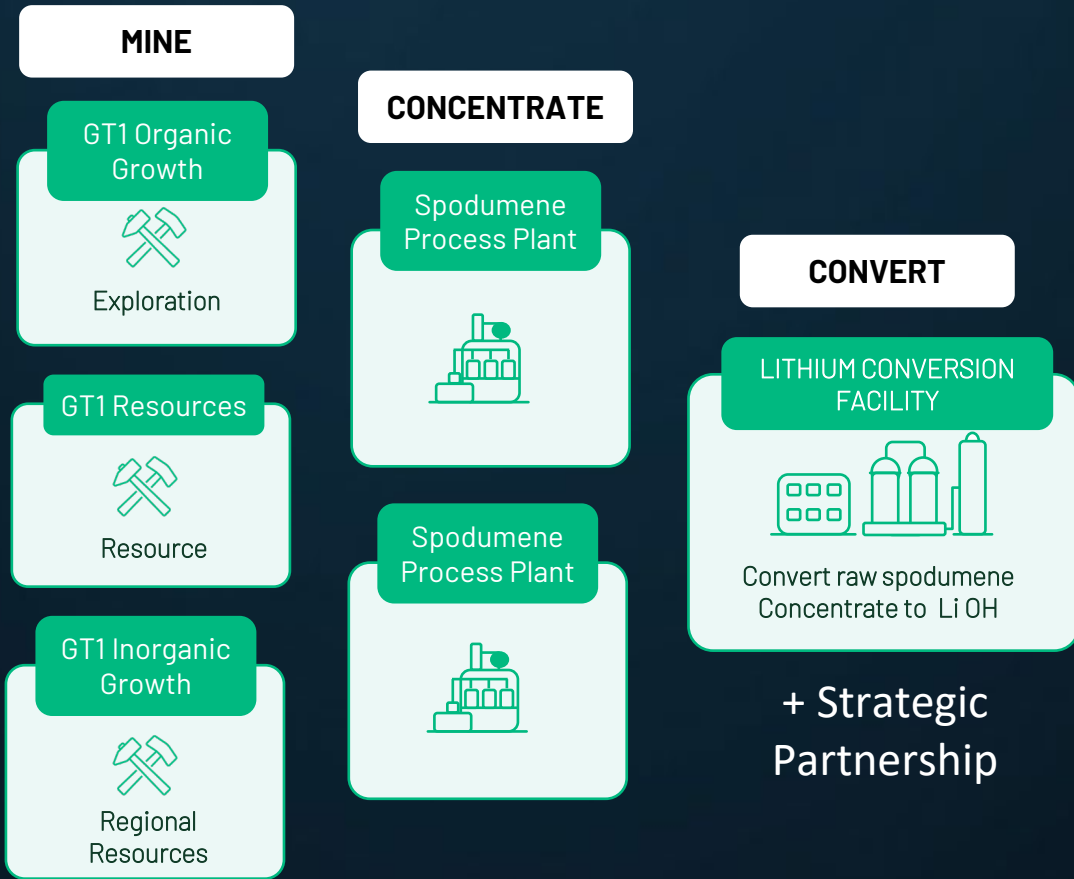 MINE
GT1 Organic
Growth
Exploration
GT1 Resources
Resource
GT1 Inorganic
Growth
Regional
Resources
CONCENTRATE
Spodumene
Process Plant
Spodumene
Process Plant
CONVERT
LITHIUM CONVERSION
FACILITY
Convert raw spodumene
Concentrate to Li OH
+ Strategic
Partnership